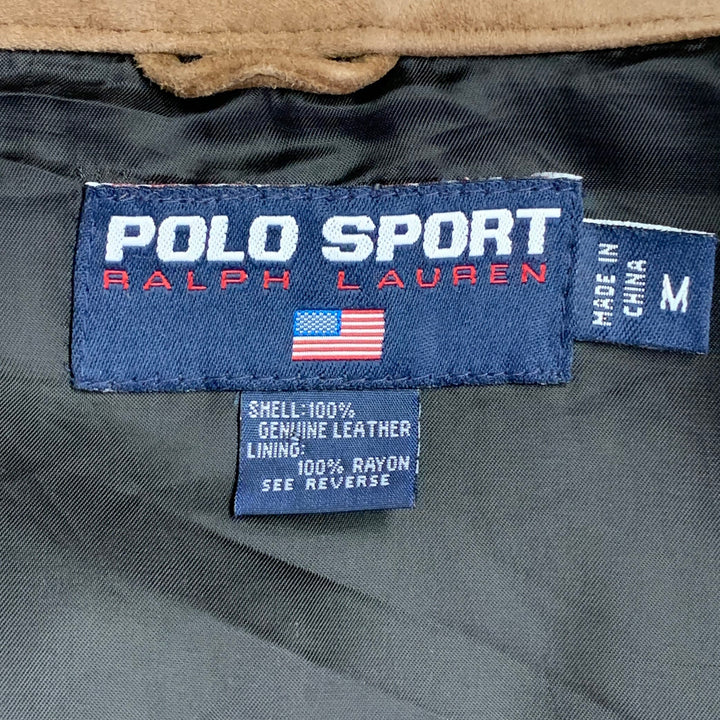 POLO SPORT
RALPH LAUREN
MADE IN
CHINA
M
SHELL:100%
GENUINE LEATHER
LINING:
100% RAYON
SEE REVERSE